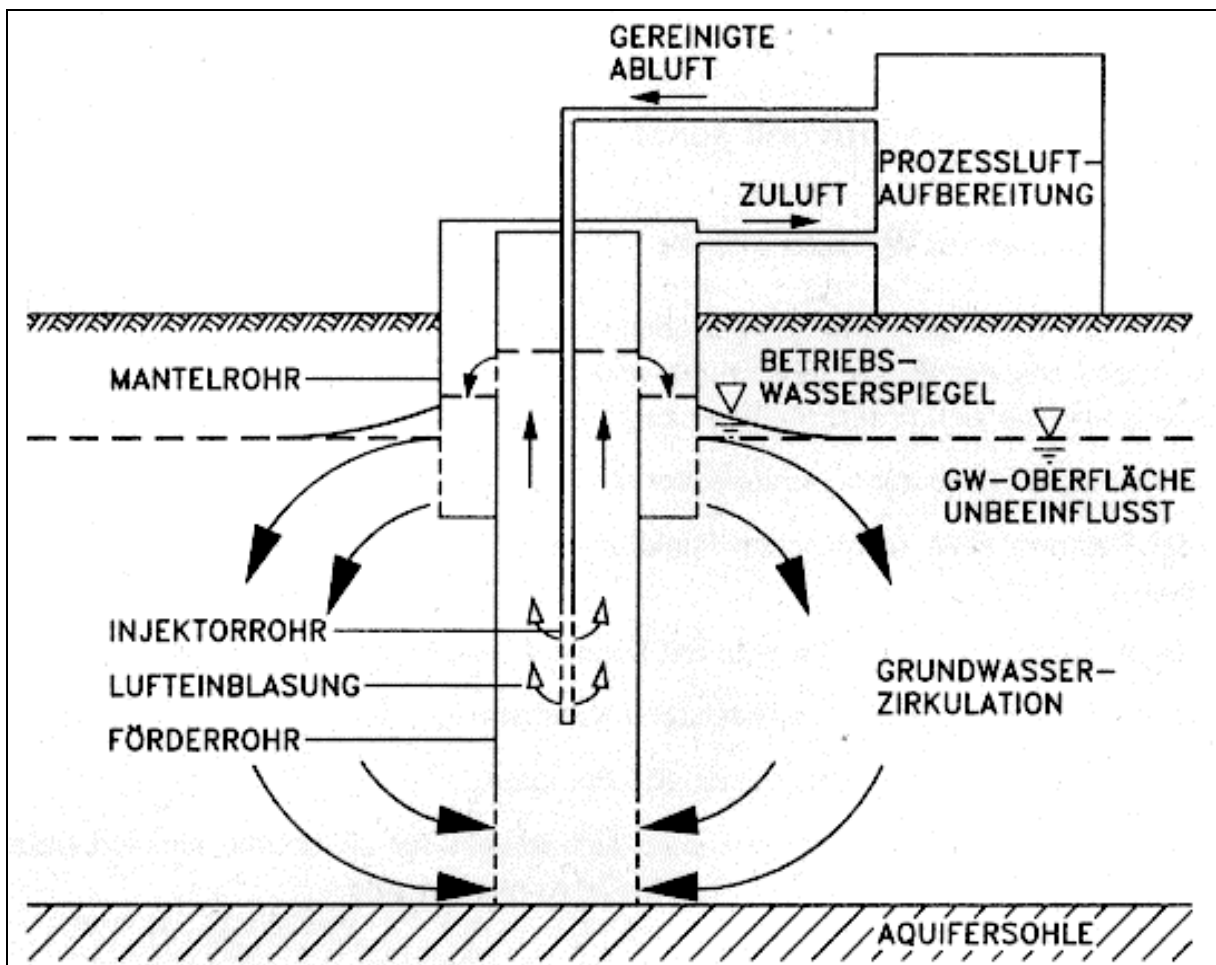 GEREINIGTE
ABLUFT
PROZESSLUFT-
AUFBEREITUNG
ZULUFT
MANTELROHR
BETRIEBS-
WASSERSPIEGEL
GW-OBERFLÄCHE
UNBEEINFLUSST
INJEKTORROHR
LUFTEINBLASUNG
FÖRDERROHR
GRUNDWASSER-
ZIRKULATION
AQUIFERSOHLE